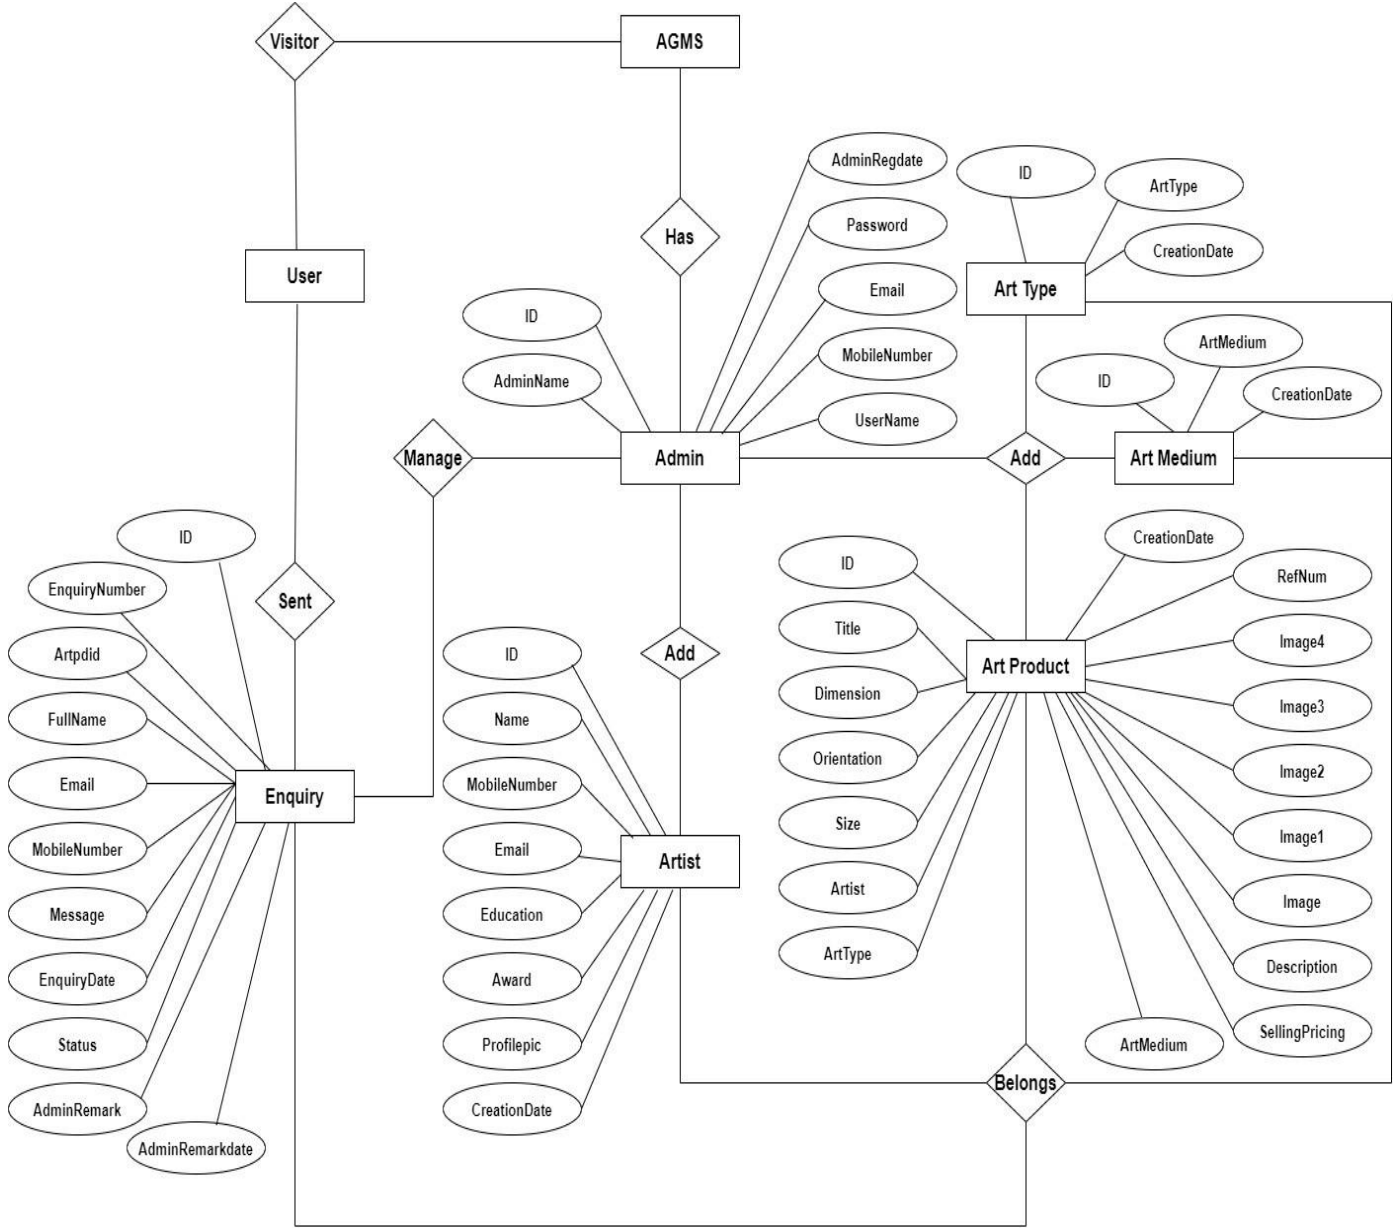 Visitor
AGMS
AdminRegdate
ID
ArtType
Password
Has
CreationDate
User
Email
Art Type
ID
ArtMedium
MobileNumber
AdminName
ID
CreationDate
UserName
Manage
Admin
Add
Art Medium
ID
CreationDate
ID
RefNum
EnquiryNumber
Sent
Title
Image4
Artpdid
ID
Add
Art Product
Dimension
FullName
Name
Image3
Orientation
Image2
Email
MobileNumber
Enquiry
Size
Image1
MobileNumber
Email
Artist
Artist
Image
Message
Education
ArtType
Description
EnquiryDate
Award
SellingPricing
Status
Profilepic
ArtMedium
Belongs
AdminRemark
CreationDate
AdminRemarkdate